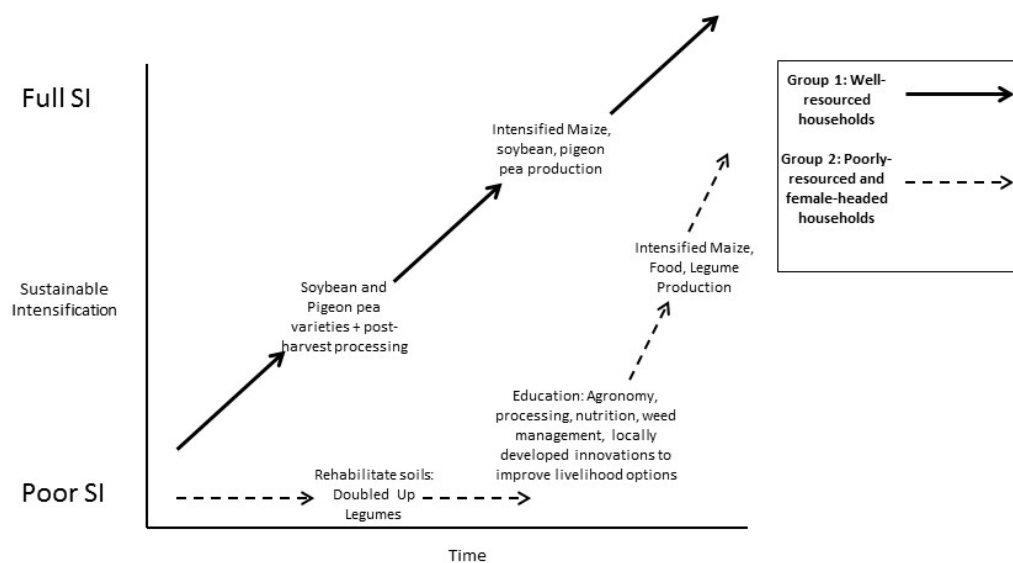 Full SI
Intensified Maize,
soybean, pigeon
pea production
Group 1: Well-
resourced
households
Group 2: Poorly-
resourced and
female-headed
households
Sustainable
Intensification
Soybean and
Pigeon pea
varieties + post-
harvest processing
Intensified Maize,
Food, Legume
Production
Education: Agronomy,
processing, nutrition, weed
management, locally
developed innovations to
improve livelihood options
Poor SI
Rehabilitate soils:
Doubled Up
Legumes
Time